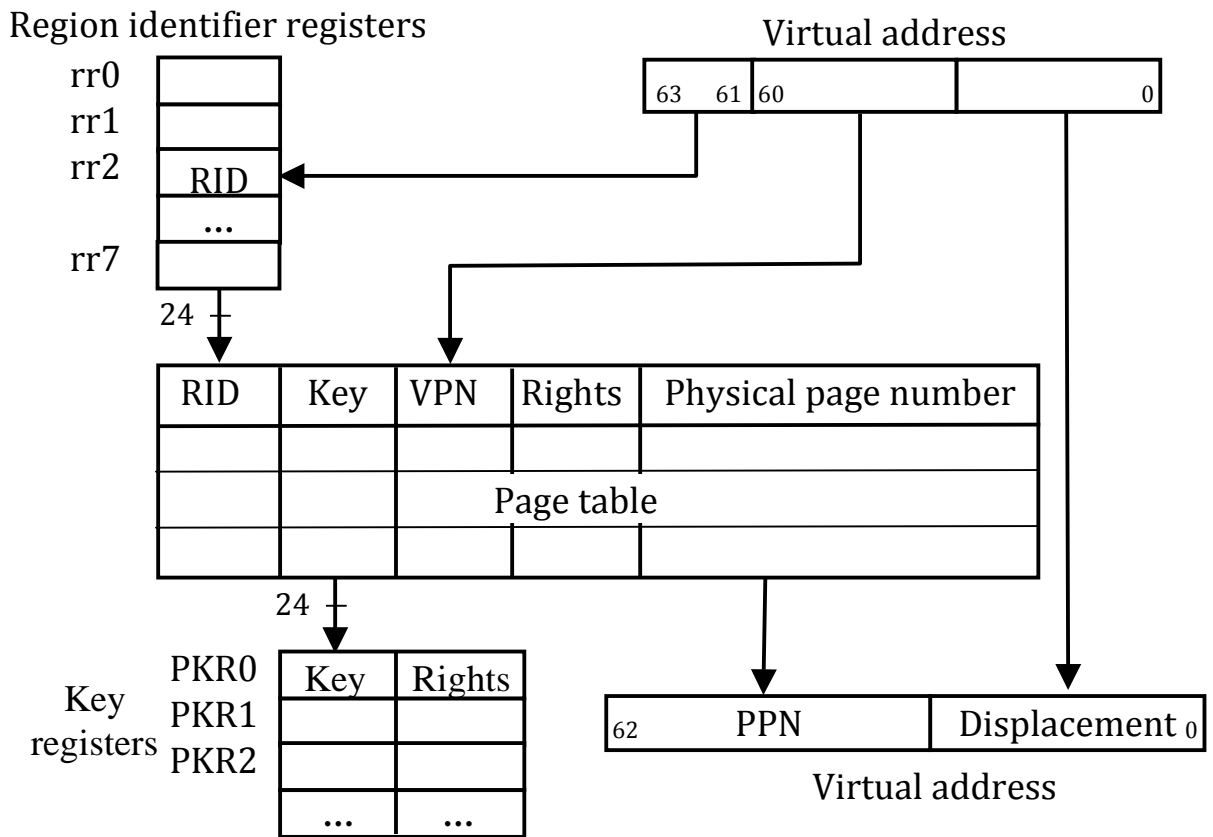 Region identifier registers
Virtual address
rr0
63 61 60 0
rr1
rr2 RID
...
rr7
24
RID Key VPN Rights Physical page number
Page table
24
PKR0 Key Rights
Key registers
PKR1
PKR2
... ...
62 PPN Displacement 0
Virtual address